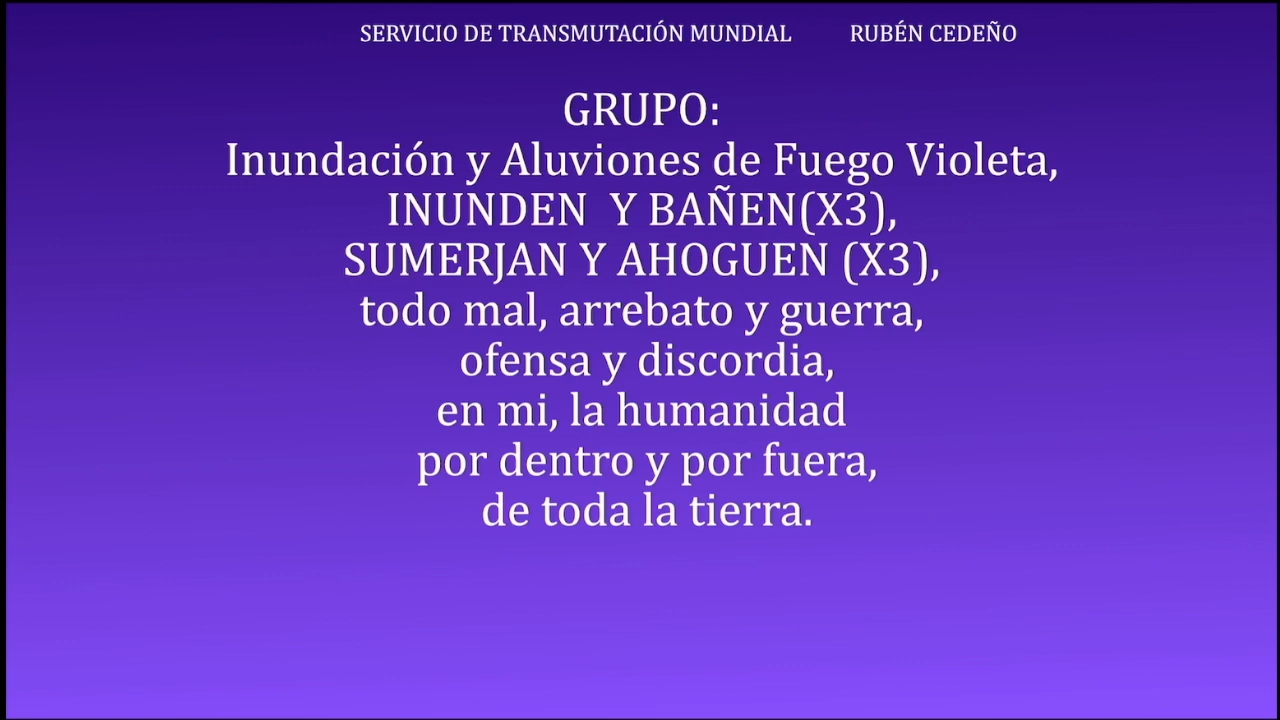 SERVICIO DE TRANSMUTACIÓN MUNDIAL RUBÉN CEDEÑO
GRUPO:
Inundación y Aluviones de Fuego Violeta,
INUNDEN Y BAÑEN(X3),
SUMERJAN Y AHOGUEN (X3),
todo mal, arrebato y guerra,
ofensa y discordia,
en mi, la humanidad
por dentro y por fuera,
de toda la tierra.